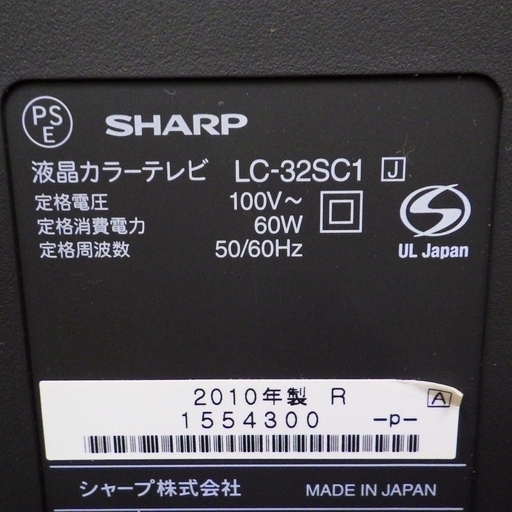 PS E SHARP
液晶カラーテレビ LC-32SC1 J
定格電圧 100V～
定格消費電力 60W
定格周波数 50/60Hz
UL Japan
2010年製 R A
1554300 -p-
シャープ株式会社 MADE IN JAPAN